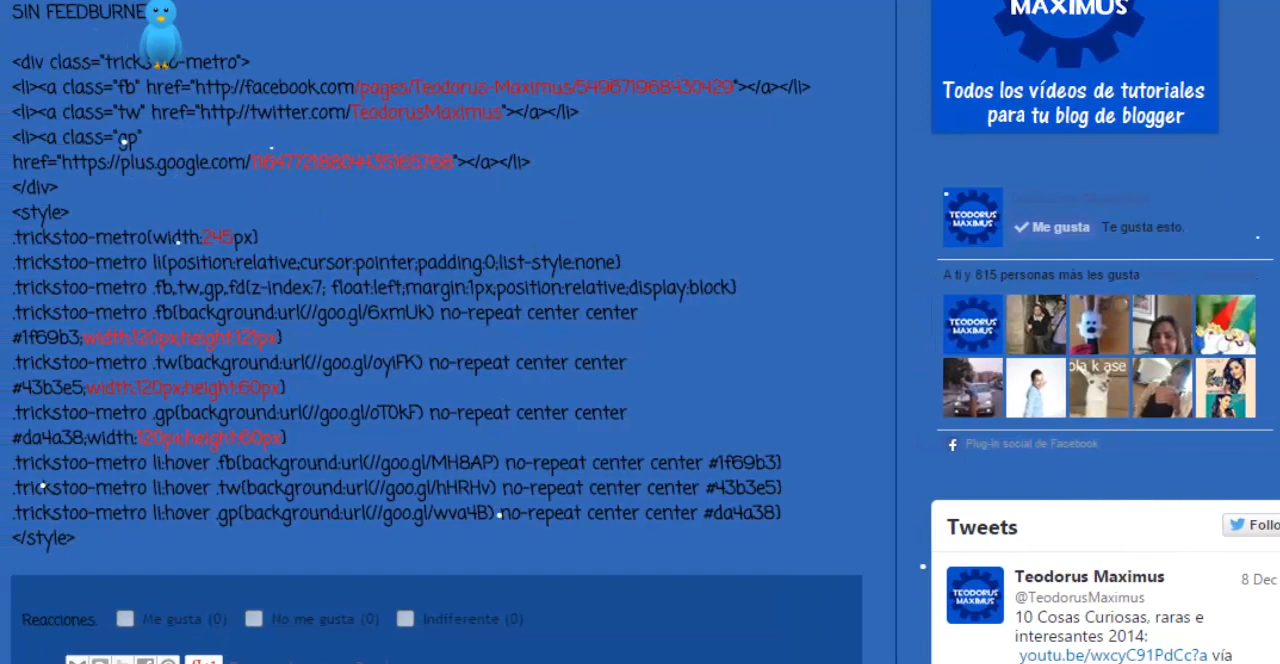 SIN FEEDBURNE
<div class="tricks -metro">
<li><a class="fb" href="http://facebook.com/pages/Teodorus-Maximus/549671968430429"></a></li>
<li><a class="tw" href="http://twitter.com/TeodorusMaximus"></a></li>
<li><a class="gp"
href="https://plus.google.com/116477218804435165768"></a></li>
</div>
<style>
.trickstoo-metro{width:245px}
.trickstoo-metro li{position:relative;cursor:pointer;padding:0;list-style:none}
.trickstoo-metro .fb,.tw,.gp,.fd{z-index:7; float:left;margin:1px;position:relative;display:block}
.trickstoo-metro .fb{background:url(//goo.gl/6xmUk) no-repeat center center
#1f69b3;width:120px;height:121px}
.trickstoo-metro .tw{background:url(//goo.gl/oyiFK) no-repeat center center
#43b3e5;width:120px;height:60px}
.trickstoo-metro .gp{background:url(//goo.gl/oT0kF) no-repeat center center
#da4a38;width:120px;height:60px}
.trickstoo-metro li:hover .fb{background:url(//goo.gl/MH8AP) no-repeat center center #1f69b3}
.trickstoo-metro li:hover .tw{background:url(//goo.gl/hHRHv) no-repeat center center #43b3e5}
.trickstoo-metro li:hover .gp{background:url(//goo.gl/wva4B) no-repeat center center #da4a38}
</style>
Reacciones: Me gusta (0) No me gusta (0) Indiferente (0)
MAXIMUS
Todos los vídeos de tutoriales
para tu blog de blogger
TEODORUS
MAXIMUS
Me gusta Te gusta esto.
A ti y 815 personas más les gusta
TEODORUS
MAXIMUS
ola k ase
Plug-in social de Facebook
Tweets
Follo
TEODORUS
MAXIMUS
Teodorus Maximus 8 Dec
@TeodorusMaximus
10 Cosas Curiosas, raras e
interesantes 2014:
youtu.be/wxcyC91PdCc?a vía